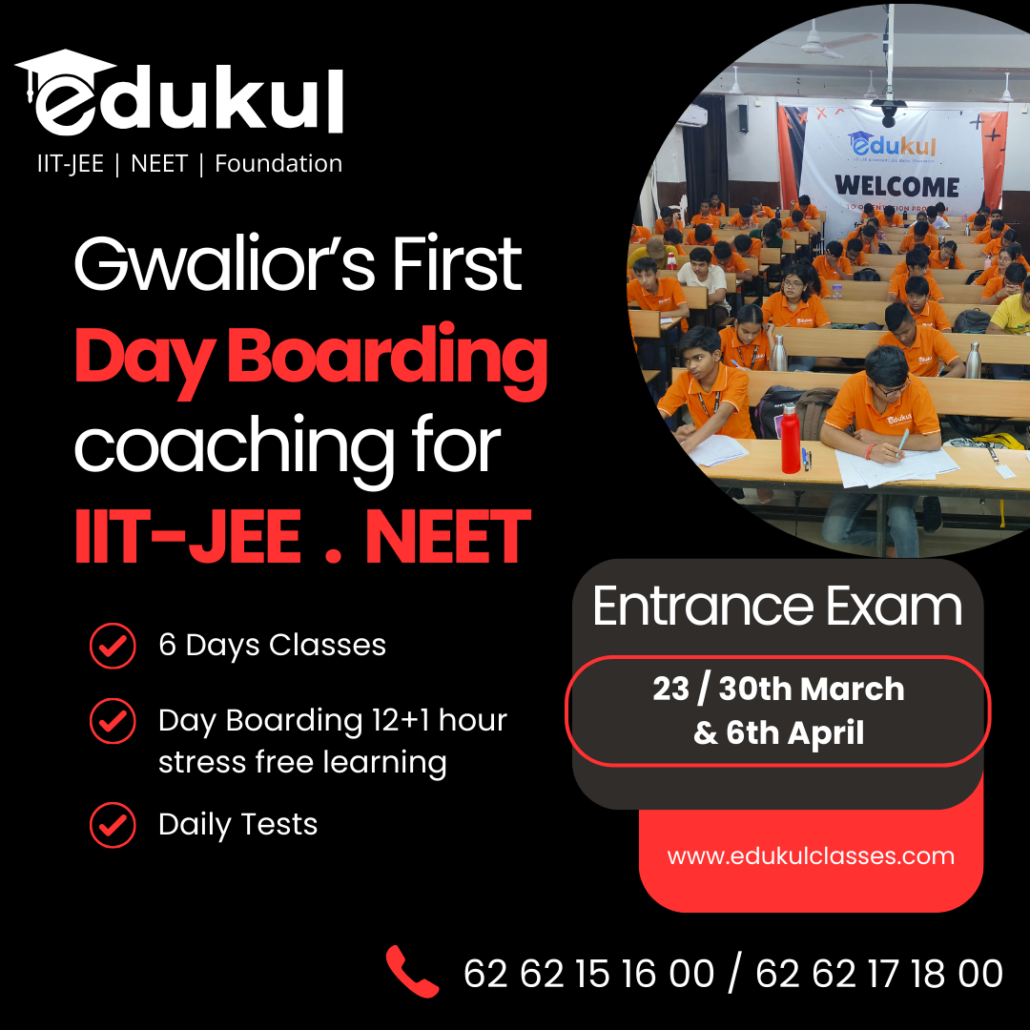 edukul
IIT-JEE | NEET | Foundation
Gwalior's First
Day Boarding
coaching for
IIT-JEE . NEET
6 Days Classes
Day Boarding 12+1 hour
stress free learning
Daily Tests
edukul
WELCOME
Edukul
Entrance Exam
23 / 30th March
& 6th April
www.edukulclasses.com
62 62 15 16 00 / 62 62 17 18 00